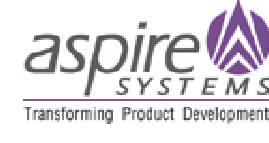 aspire
SYSTEMS
Transforming Product Development